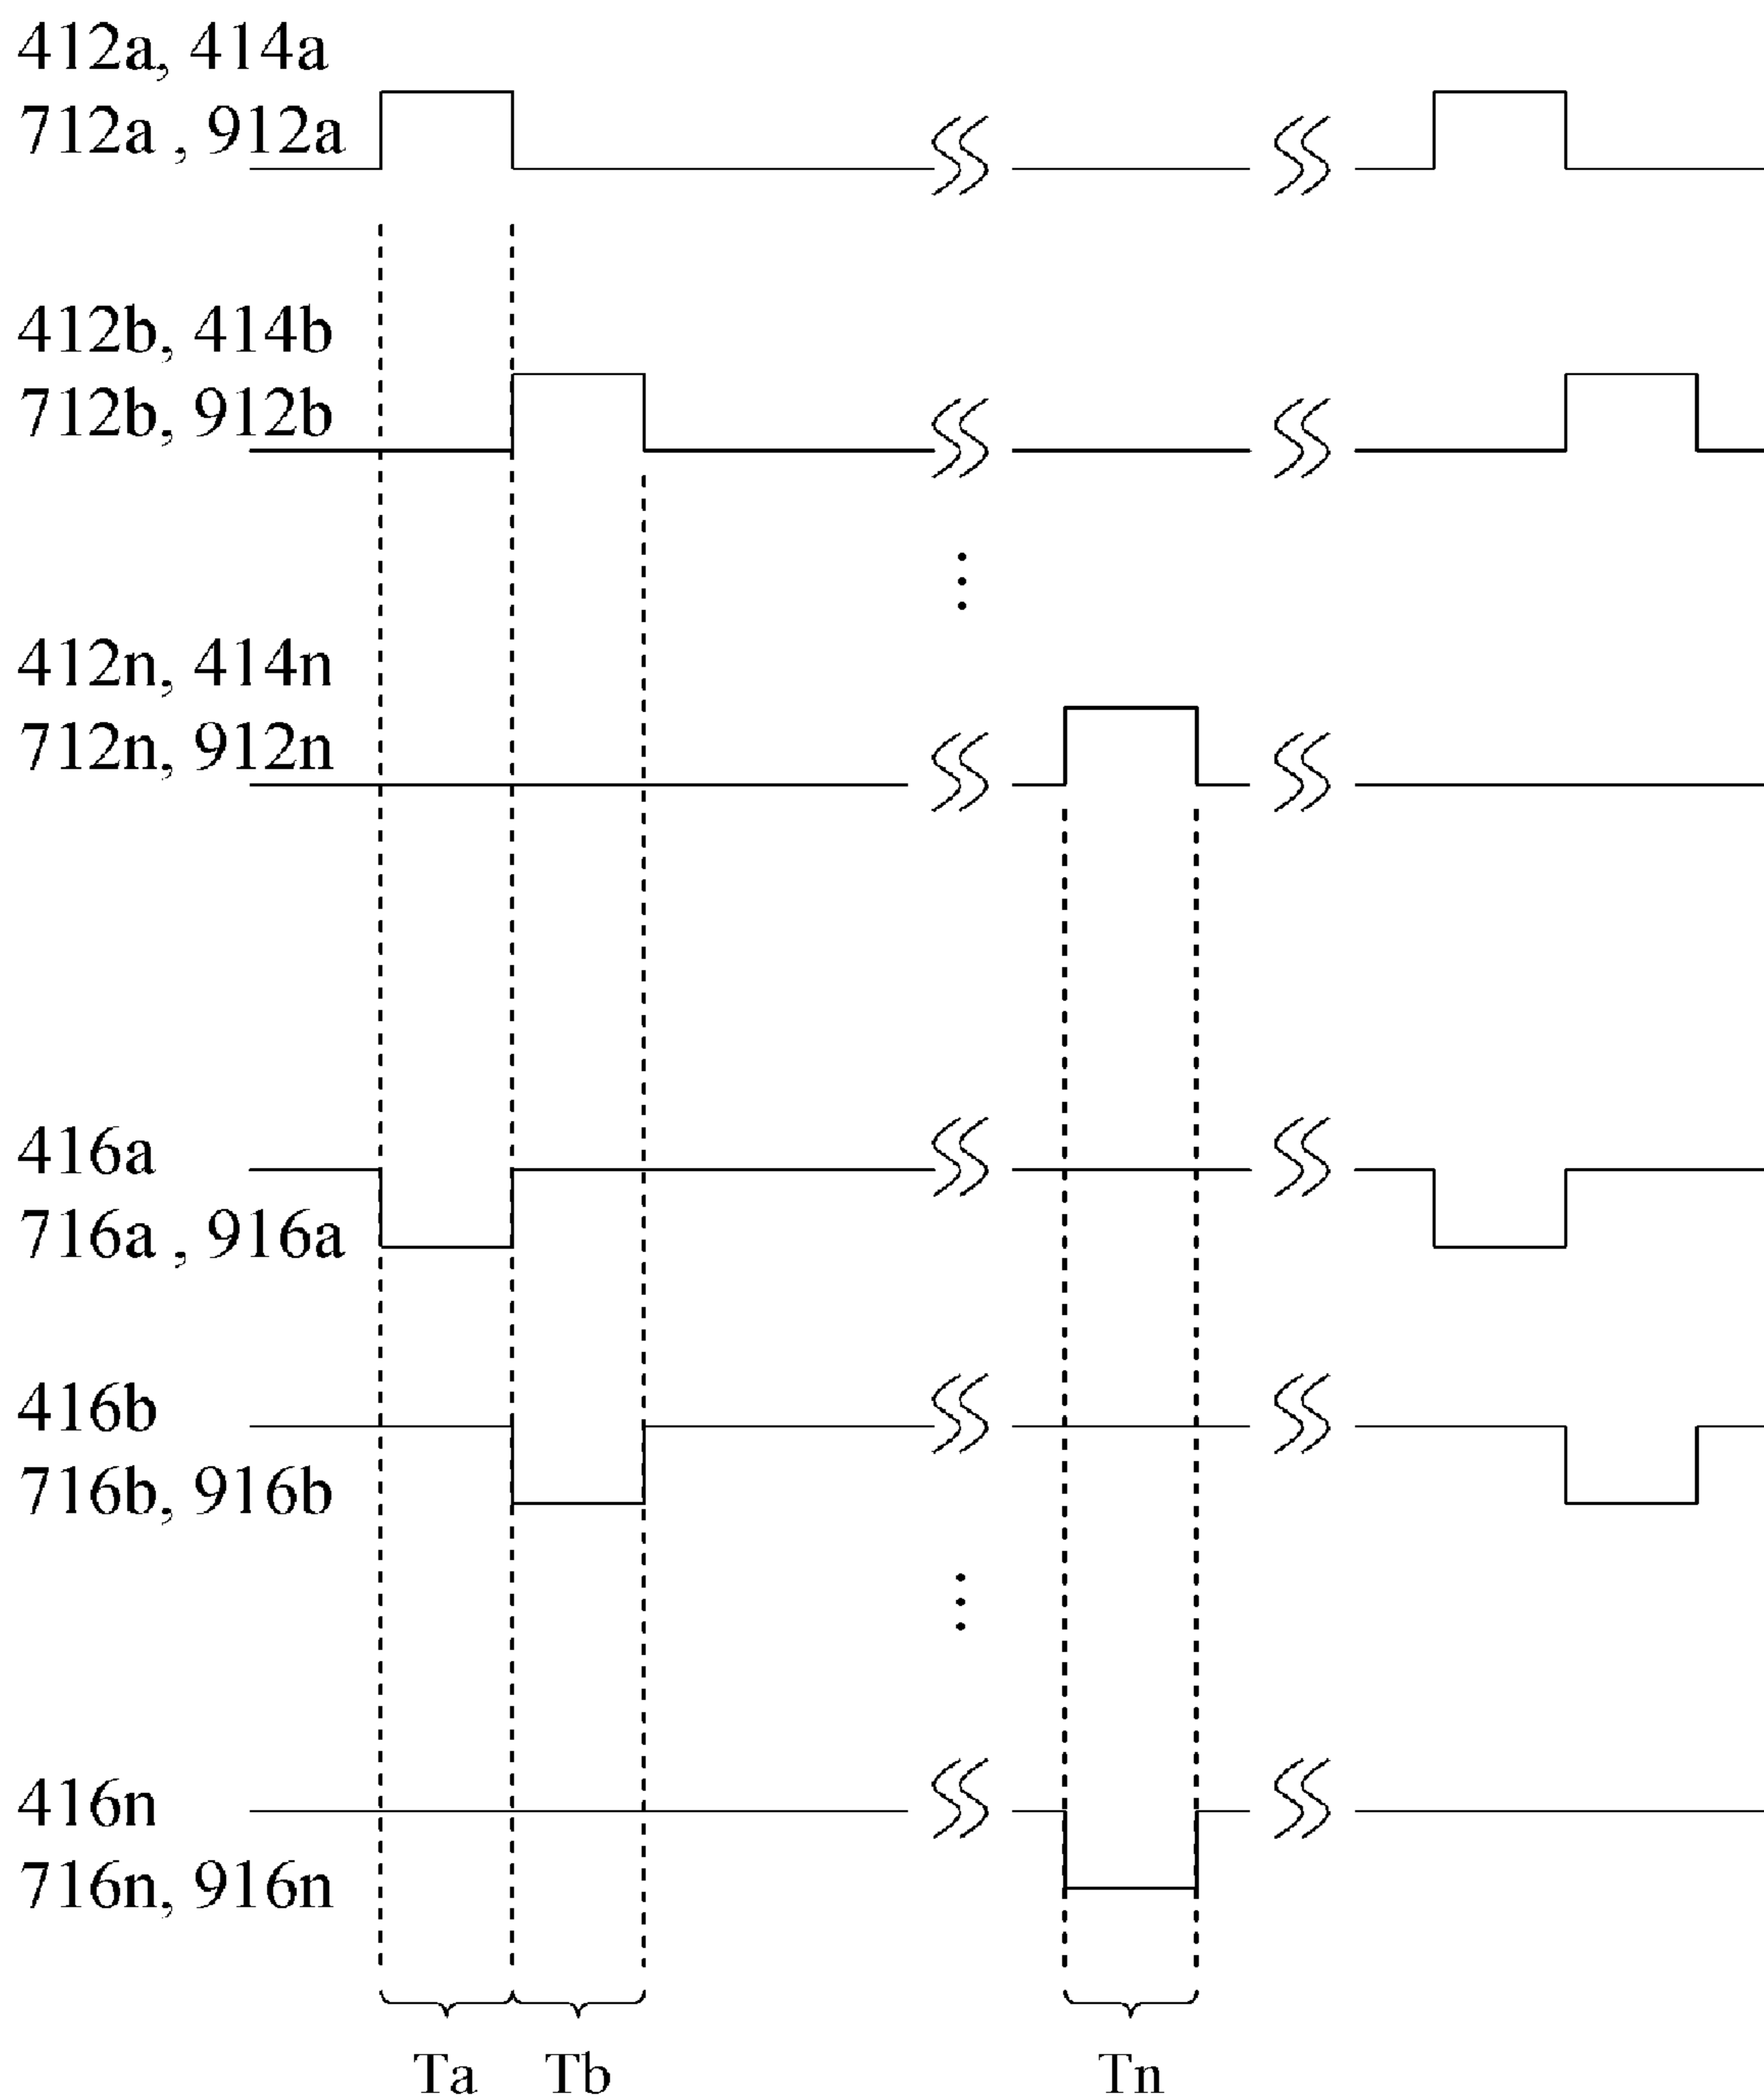 412a, 414a
712a , 912a
412b, 414b
712b, 912b
412n, 414n
712n, 912n
416a
716a , 916a
416b
716b, 916b
416n
716n, 916n
Ta Tb Tn